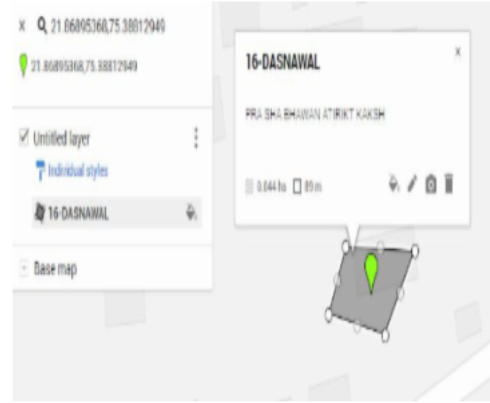 21.86895368,75.38812949
21.86895368,75.38812949
Untitled layer
Individual styles
16-DASNAWAL
Base map
16-DASNAWAL
PRA SHA BHAWAN ATIRIKT KAKSH
0.044 ha 89 m